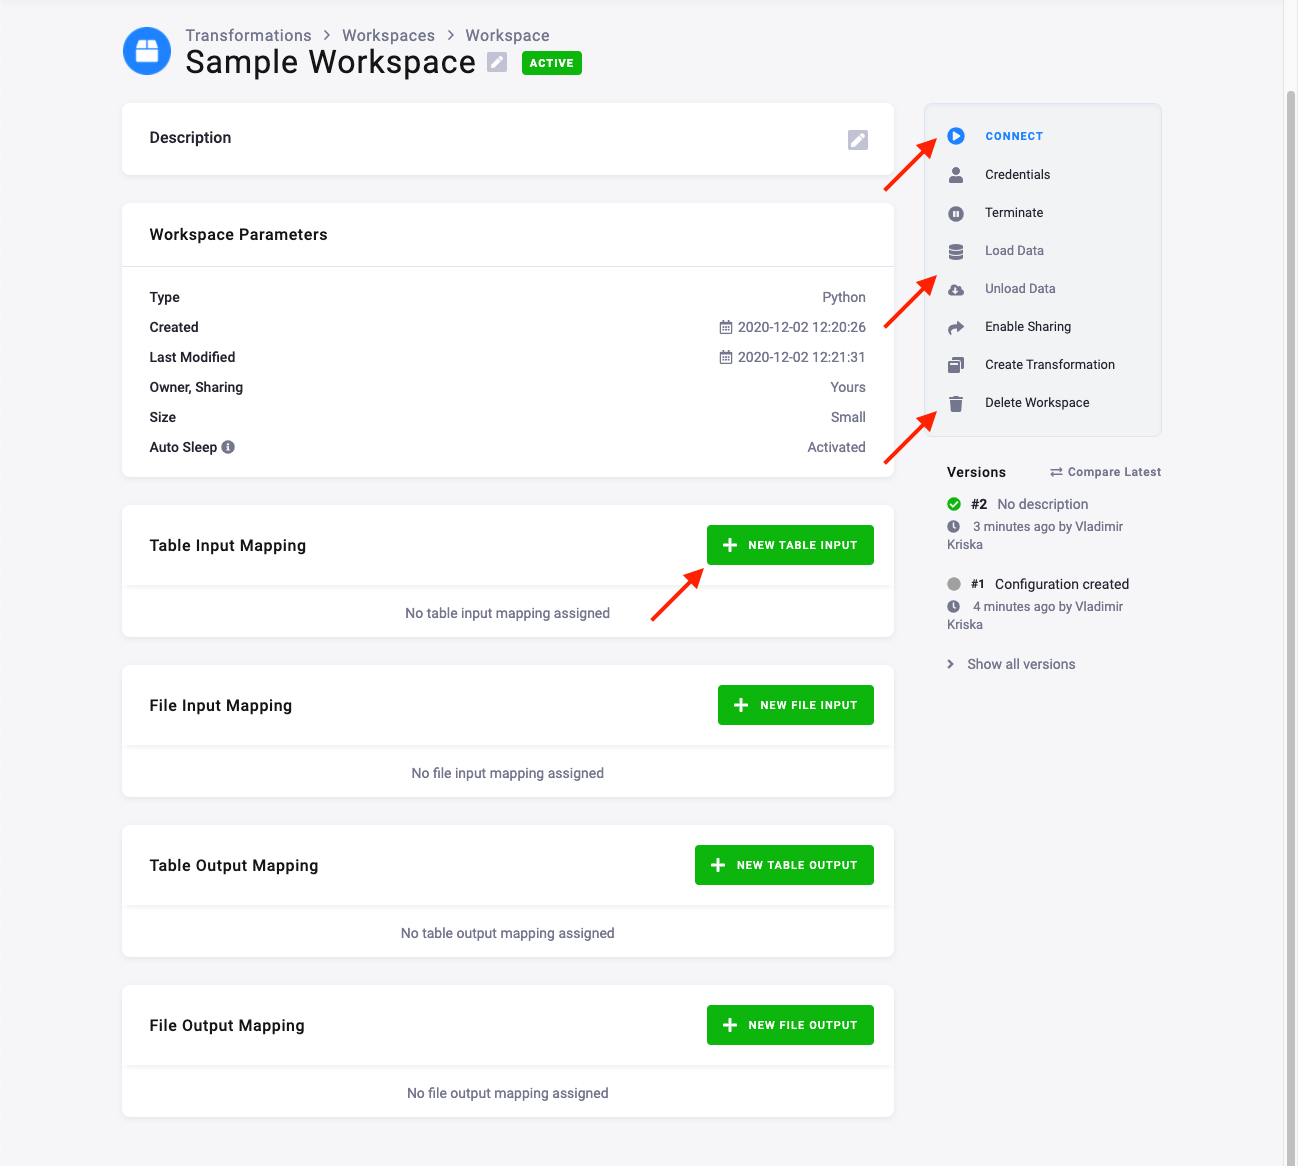 Transformations > Workspaces > Workspace
Sample Workspace ACTIVE
Description
Workspace Parameters
Type Python
Created 2020-12-02 12:20:26
Last Modified 2020-12-02 12:21:31
Owner, Sharing Yours
Size Small
Auto Sleep Activated
Table Input Mapping NEW TABLE INPUT
No table input mapping assigned
File Input Mapping NEW FILE INPUT
No file input mapping assigned
Table Output Mapping NEW TABLE OUTPUT
No table output mapping assigned
File Output Mapping NEW FILE OUTPUT
No file output mapping assigned
CONNECT
Credentials
Terminate
Load Data
Unload Data
Enable Sharing
Create Transformation
Delete Workspace
Versions Compare Latest
#2 No description
3 minutes ago by Vladimir
Kriska
#1 Configuration created
4 minutes ago by Vladimir
Kriska
Show all versions